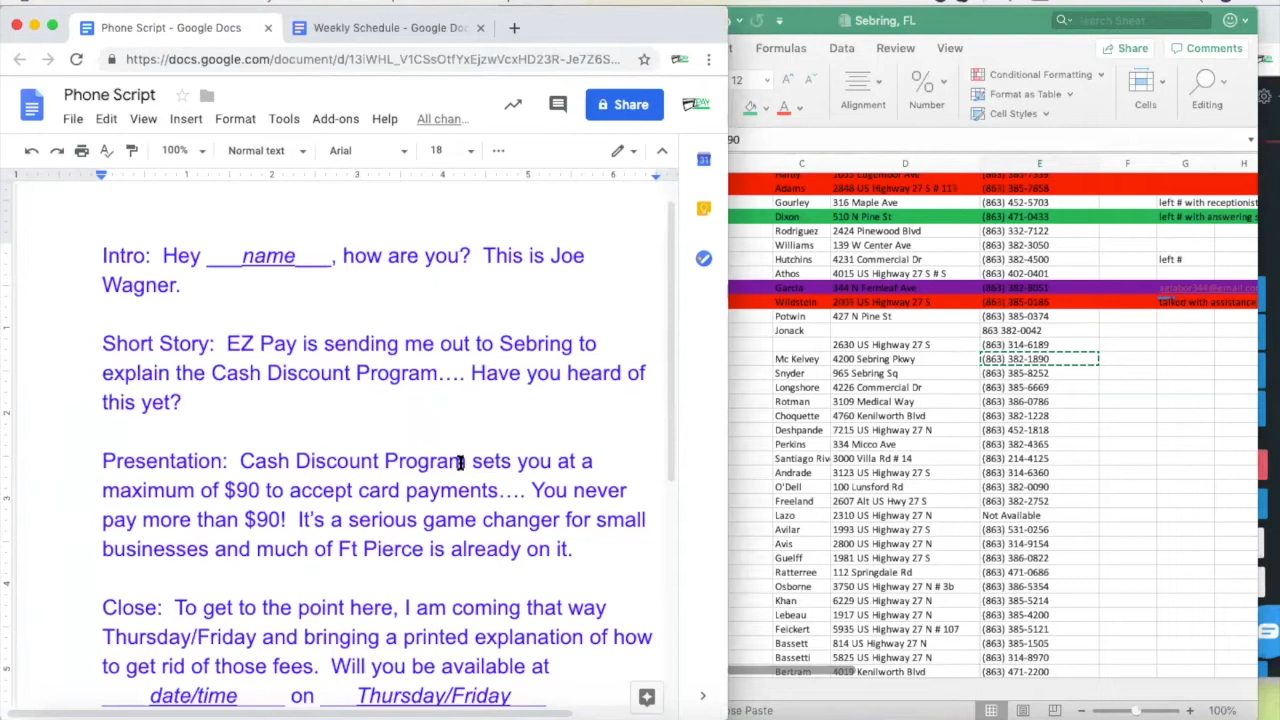 Phone Script - Google Docs
Weekly Schedule - Google Doc
https://docs.google.com/document/d/13iWHL_V1CSsOtfYxEjzwVcxHD23R-Je7Z6S...
Phone Script
File Edit View Insert Format Tools Add-ons Help All chan...
Share
100% Normal text Arial 18
1 1 2 3 4 5 6
Intro: Hey ___name___, how are you? This is Joe
Wagner.
Short Story: EZ Pay is sending me out to Sebring to
explain the Cash Discount Program.... Have you heard of
this yet?
Presentation: Cash Discount Program sets you at a
maximum of $90 to accept card payments.... You never
pay more than $90! It's a serious game changer for small
businesses and much of Ft Pierce is already on it.
Close: To get to the point here, I am coming that way
Thursday/Friday and bringing a printed explanation of how
to get rid of those fees. Will you be available at
____date/time____ on ___Thursday/Friday___
Sebring, FL
Search Sheet
Formulas Data Review View
Share Comments
12
Alignment
Number
Conditional Formatting
Format as Table
Cell Styles
Cells
Editing
90
C D E F G H
Adams 2848 US Highway 27 S # 113 (863) 385-7858
Gourley 316 Maple Ave (863) 452-5703 left # with receptionist
Dixon 510 N Pine St (863) 471-0433 left # with answering s
Rodriguez 2424 Pinewood Blvd (863) 332-7122
Williams 139 W Center Ave (863) 382-3050
Hutchins 4231 Commercial Dr (863) 382-4500 left #
Athos 4015 US Highway 27 S # S (863) 402-0401
Garcia 344 N Fernleaf Ave (863) 382-8051
Wildstein 2003 US Highway 27 S (863) 385-0186 talked with assistance
Potwin 427 N Pine St (863) 385-0374
Jonack 863 382-0042
2630 US Highway 27 S (863) 314-6189
Mc Kelvey 4200 Sebring Pkwy (863) 382-1890
Snyder 965 Sebring Sq (863) 385-8252
Longshore 4226 Commercial Dr (863) 385-6669
Rotman 3109 Medical Way (863) 386-0786
Choquette 4760 Kenilworth Blvd (863) 382-1228
Deshpande 7215 US Highway 27 N (863) 452-1818
Perkins 334 Micco Ave (863) 382-4365
Santiago Riv 3000 Villa Rd # 14 (863) 214-4125
Andrade 3123 US Highway 27 S (863) 314-6360
O'Dell 100 Lunsford Rd (863) 382-0090
Freeland 2607 Alt US Hwy 27 S (863) 382-2752
Lazo 2310 US Highway 27 N Not Available
Avilar 1993 US Highway 27 S (863) 531-0256
Avis 2800 US Highway 27 N (863) 314-9154
Guelff 1981 US Highway 27 S (863) 386-0822
Ratterree 112 Springdale Rd (863) 471-0686
Osborne 3750 US Highway 27 N # 3b (863) 386-5354
Khan 6229 US Highway 27 N (863) 385-5214
Lebeau 1917 US Highway 27 N (863) 385-4200
Feickert 5935 US Highway 27 N # 107 (863) 385-5121
Bassett 814 US Highway 27 N (863) 385-1505
Bassetti 5825 US Highway 27 N (863) 314-8970
Bertram 4019 Kenilworth Blvd (863) 471-2200
ose Paste
100%